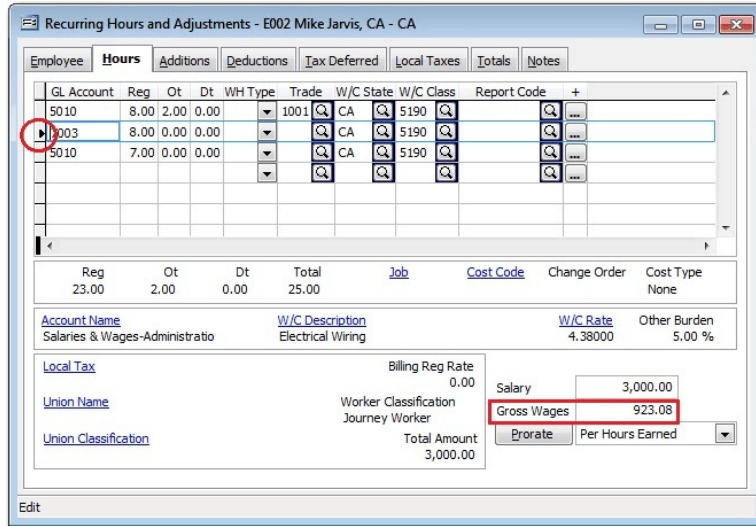 Recurring Hours and Adjustments - E002 Mike Jarvis, CA - CA
Employee Hours Additions Deductions Tax Deferred Local Taxes Totals Notes
GL Account Reg Ot Dt WH Type Trade W/C State W/C Class Report Code +
5010 8.00 2.00 0.00 1001 CA 5190 ...
8.00 0.00 0.00 CA 5190 ...
5010 7.00 0.00 0.00 CA 5190 ...
...
Reg Ot Dt Total Job Cost Code Change Order Cost Type
23.00 2.00 0.00 25.00 None
Account Name W/C Description W/C Rate Other Burden
Salaries & Wages-Administratio Electrical Wiring 4.38000 5.00 %
Local Tax Billing Reg Rate
0.00
Union Name Worker Classification
Journey Worker
Union Classification Total Amount
3,000.00
Salary 3,000.00
Gross Wages 923.08
Prorate Per Hours Earned
Edit